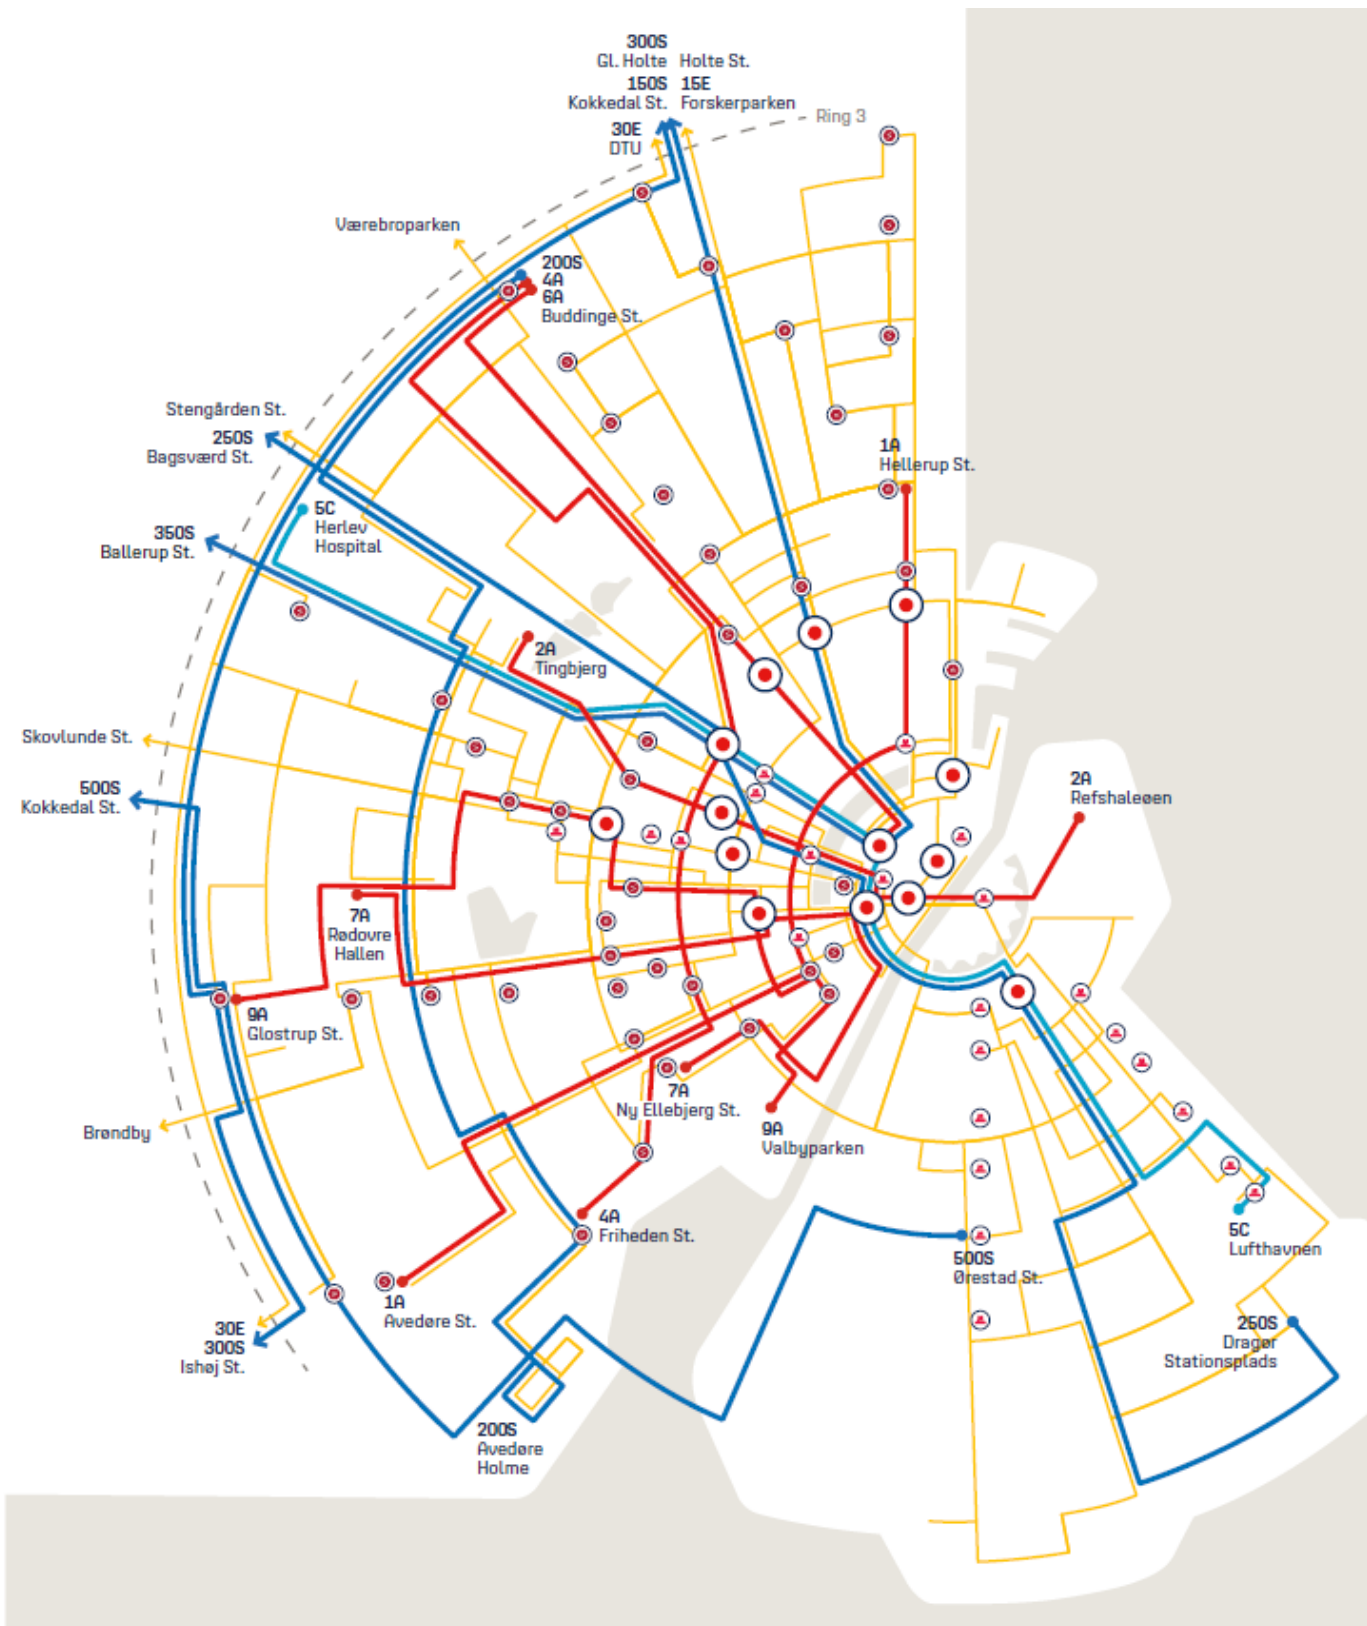 300S
Gl. Holte
Holte St.
150S
15E
Kokkedal St.
Forskerparken
30E
DTU
Ring 3
Værebroparken
200S
4A
6A
Buddinge St.
Stengården St.
250S
Bagsværd St.
1A
Hellerup St.
5C
Herlev
Hospital
350S
Ballerup St.
2A
Tingbjerg
Skovlunde St.
500S
Kokkedal St.
2A
Refshaleøen
7A
Rødovre
Hallen
9A
Glostrup St.
7A
Ny Ellebjerg St.
9A
Valbyparken
Brøndby
4A
Friheden St.
5C
Lufthavnen
500S
Ørestad St.
1A
Avedøre St.
30E
300S
Ishøj St.
250S
Dragør
Stationsplads
200S
Avedøre
Holme